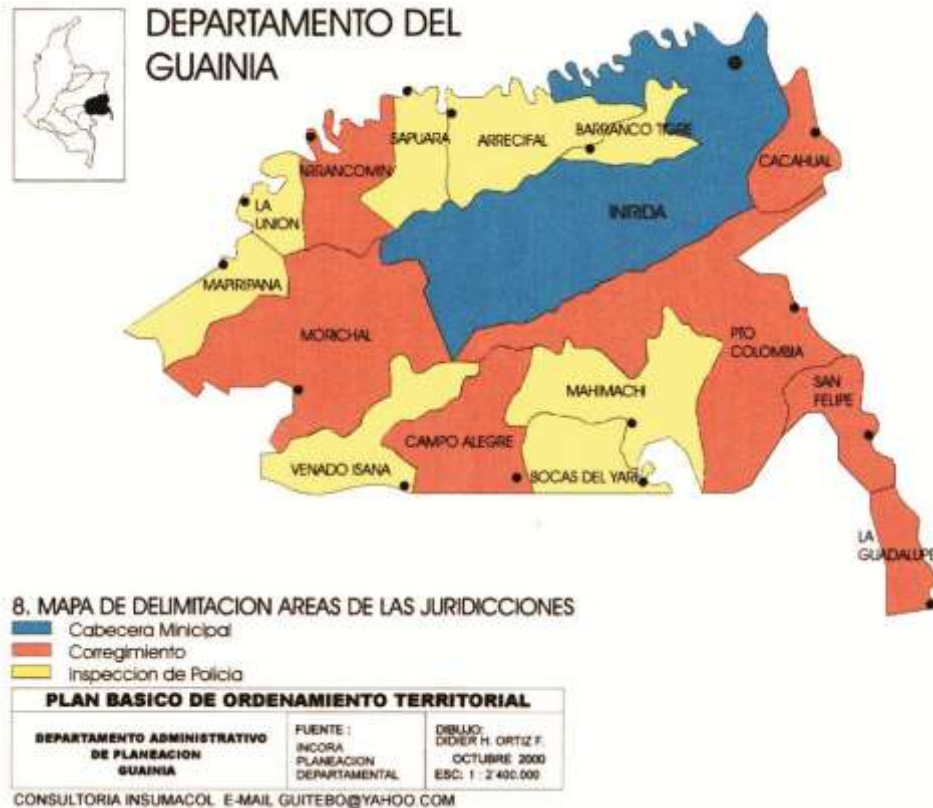 DEPARTAMENTO DEL
GUAINIA
SAPUARA
ARRECIFAL
BARRANCO TIGRE
ARRANCOMIN
CACAHUAL
LA
UNION
INIRIDA
MAPIRIPANA
MORICHAL
PTO
COLOMBIA
MAHIMACHI
SAN
FELIPE
CAMPO ALEGRE
VENADO ISANA
BOCAS DEL YARI
LA
GUADALUPE
8. MAPA DE DELIMITACION AREAS DE LAS JURIDICCIONES
Cabecera Minicipal
Corregimiento
Inspeccion de Policia
PLAN BASICO DE ORDENAMIENTO TERRITORIAL
DEPARTAMENTO ADMINISTRATIVO
DE PLANEACION
GUAINIA
FUENTE :
INCORA
PLANEACION
DEPARTAMENTAL
DIBUJO:
DIDIER H. ORTIZ F.
OCTUBRE 2000
ESC: 1 : 2'400.000
CONSULTORIA INSUMACOL E-MAIL GUITEBO@YAHOO.COM